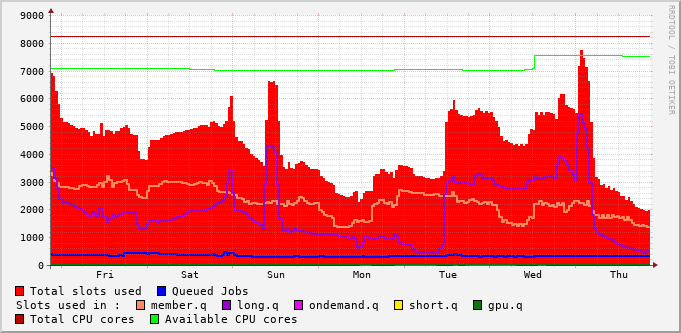 9000
8000
7000
6000
5000
4000
3000
2000
1000
0
Fri Sat Sun Mon Tue Wed Thu
RRDTOOL / TOBI OETIKER
Total slots used Queued Jobs
Slots used in : member.q long.q ondemand.q short.q gpu.q
Total CPU cores Available CPU cores